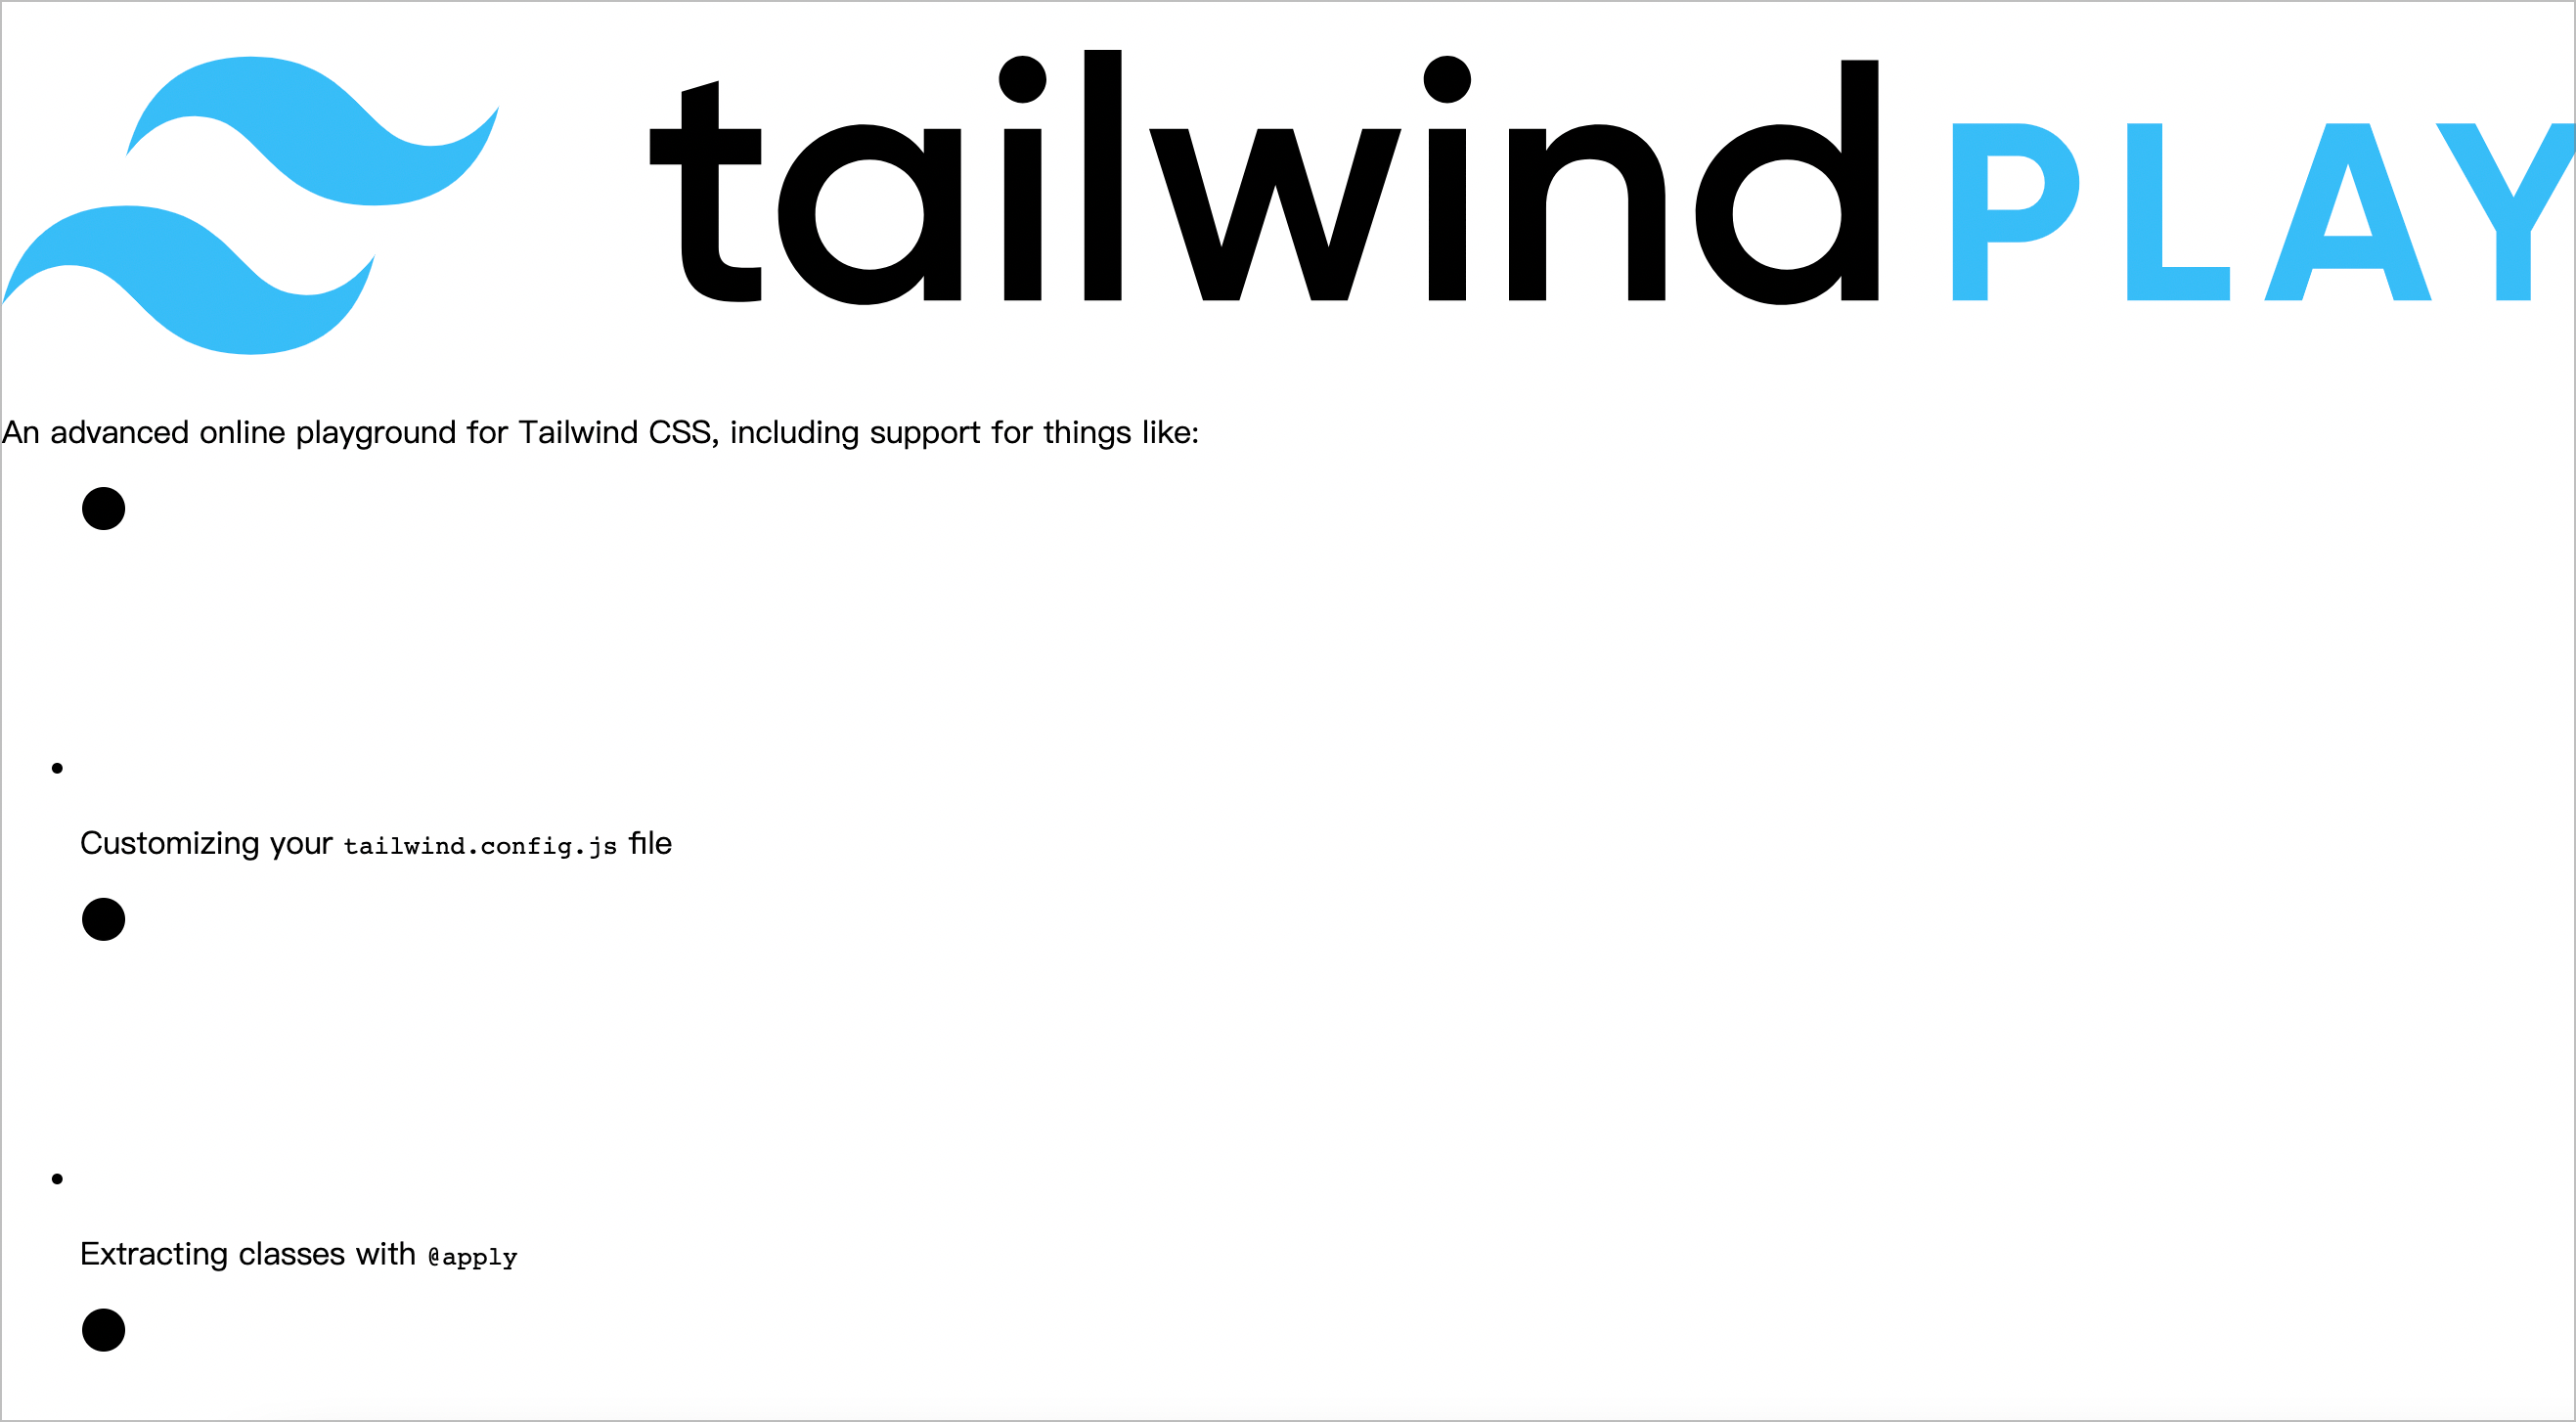 tailwind PLAY
An advanced online playground for Tailwind CSS, including support for things like:
Customizing your tailwind.config.js file
Extracting classes with @apply